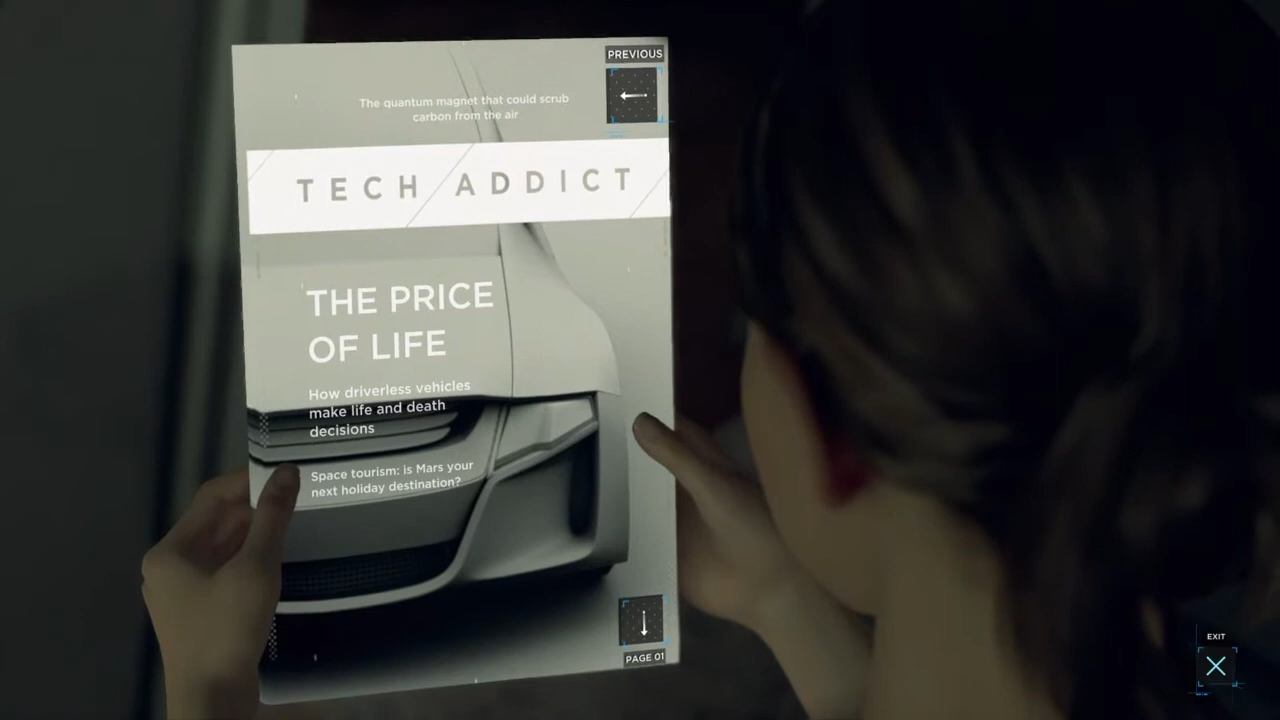 PREVIOUS
The quantum magnet that could scrub
carbon from the air
TECH ADDICT
THE PRICE
OF LIFE
How driverless vehicles
make life and death
decisions
Space tourism: is Mars your
next holiday destination?
PAGE 01
EXIT